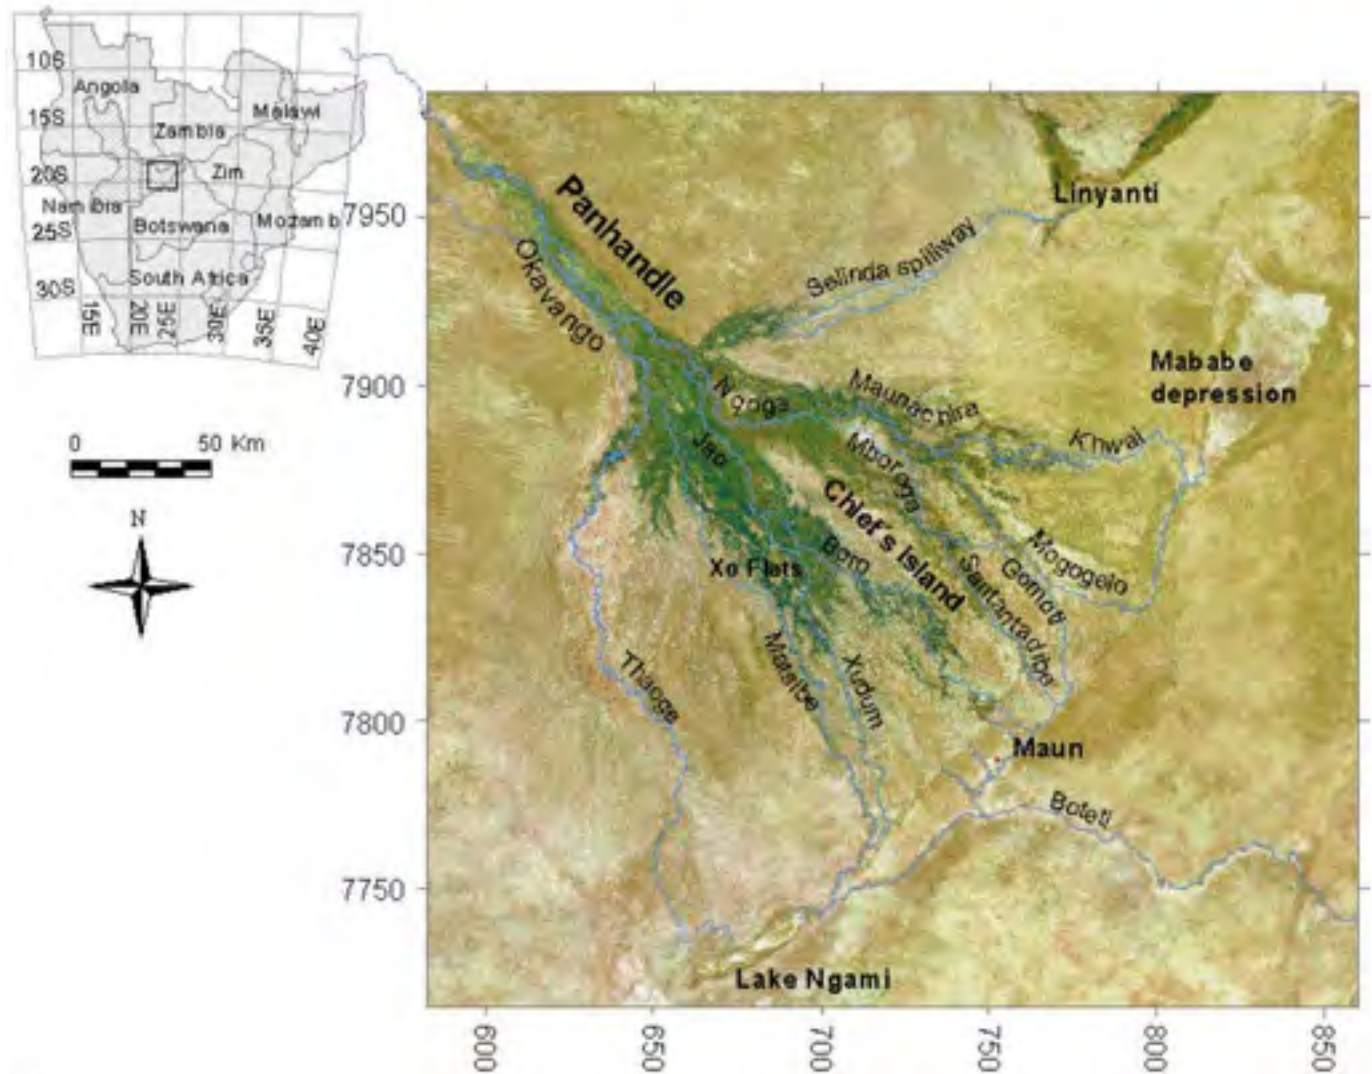 10S
Angola
Malawi
15S
Zambia
20S
Zim
Namibia
25S
Botswana
Mozamb
South Africa
30S
15E
20E
25E
30E
35E
40E
0 50 Km
N
7950
7900
7850
7800
7750
600
650
700
750
800
850
Panhandle
Okavango
Linyanti
Selinda spillway
Mababe
depression
Nqoga
Maunachira
Khwai
Jao
Mboroga
Chief's Island
Boro
Xo Flats
Santantadibe
Gomoti
Mogogelo
Thaoge
Matsibe
Xudum
Maun
Boteti
Lake Ngami